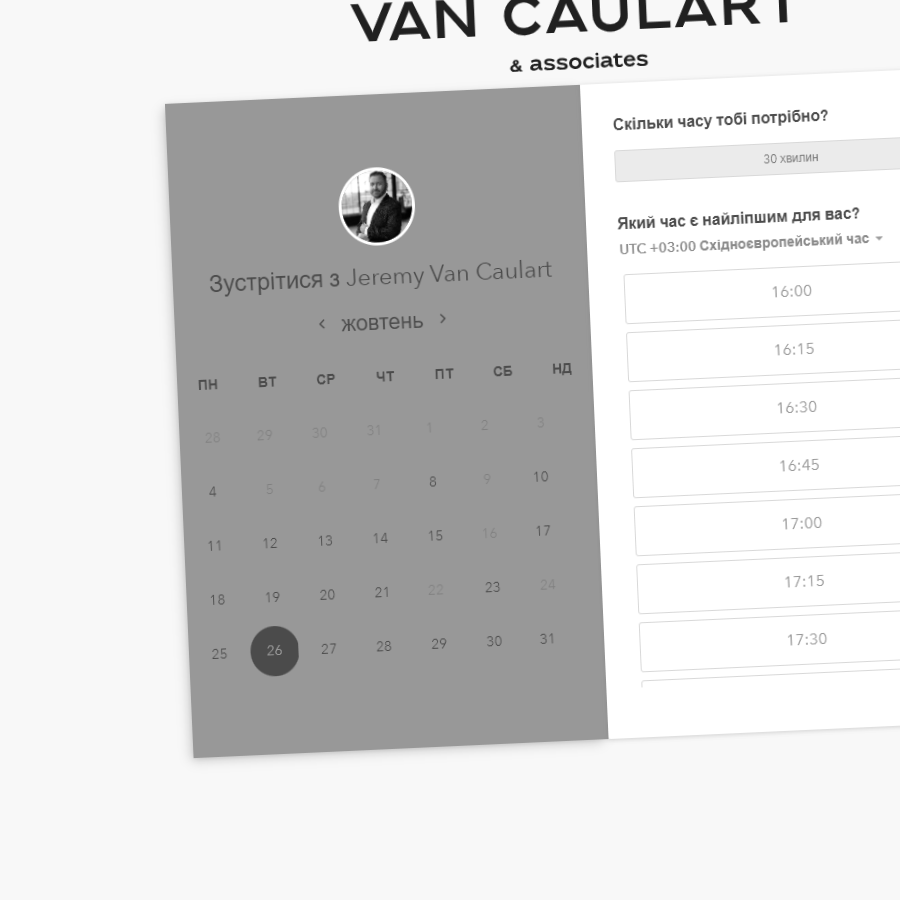 VAN CAULART
& associates
Зустрітися з Jeremy Van Caulart
‹ жовтень ›
ПН ВТ СР ЧТ ПТ СБ НД
28 29 30 31 1 2 3
4 5 6 7 8 9 10
11 12 13 14 15 16 17
18 19 20 21 22 23 24
25 26 27 28 29 30 31
Скільки часу тобі потрібно?
30 хвилин
Який час є найліпшим для вас?
UTC +03:00 Східноєвропейський час
16:00
16:15
16:30
16:45
17:00
17:15
17:30